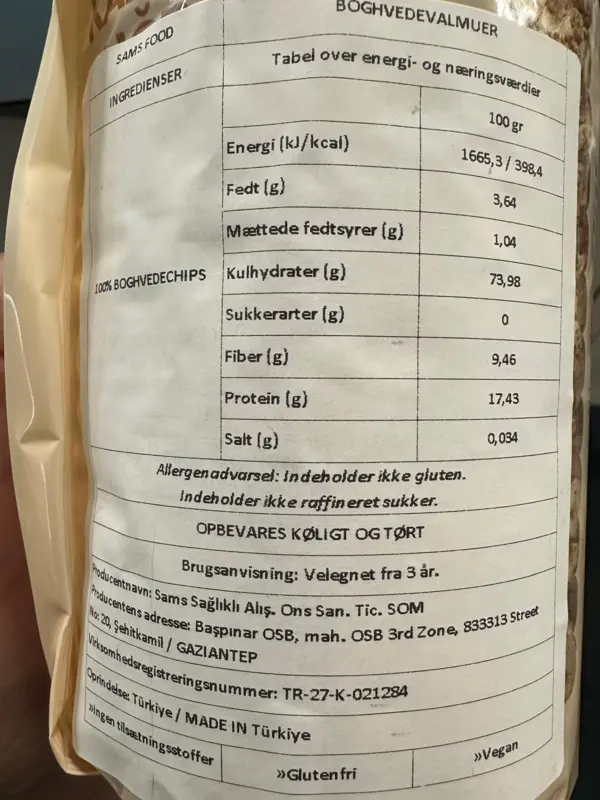 SAMS FOOD
BOGHVEDEVALMUER
INGREDIENSER
Tabel over energi- og næringsværdier
100 gr
Energi (kJ/kcal) 1665,3 / 398,4
Fedt (g) 3,64
Mættede fedtsyrer (g) 1,04
100% BOGHVEDECHIPS
Kulhydrater (g) 73,98
Sukkerarter (g) 0
Fiber (g) 9,46
Protein (g) 17,43
Salt (g) 0,034
Allergenadvarsel: Indeholder ikke gluten.
Indeholder ikke raffineret sukker.
OPBEVARES KØLIGT OG TØRT
Brugsanvisning: Velegnet fra 3 år.
Producentnavn: Sams Sağlıklı Alış. Ons San. Tic. SOM
Producentens adresse: Başpınar OSB, mah. OSB 3rd Zone, 833313 Street
No: 20, Şehitkamil / GAZIANTEP
Virksomhedsregistreringsnummer: TR-27-K-021284
Oprindelse: Türkiye / MADE IN Türkiye
»Ingen tilsætningsstoffer
»Glutenfri
»Vegan